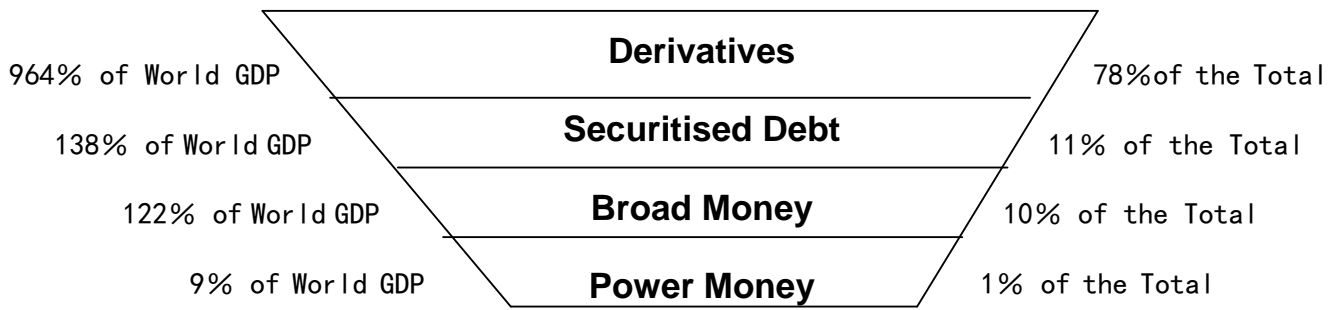 Derivatives
964% of World GDP
78%of the Total
Securitised Debt
138% of World GDP
11% of the Total
Broad Money
122% of World GDP
10% of the Total
Power Money
9% of World GDP
1% of the Total